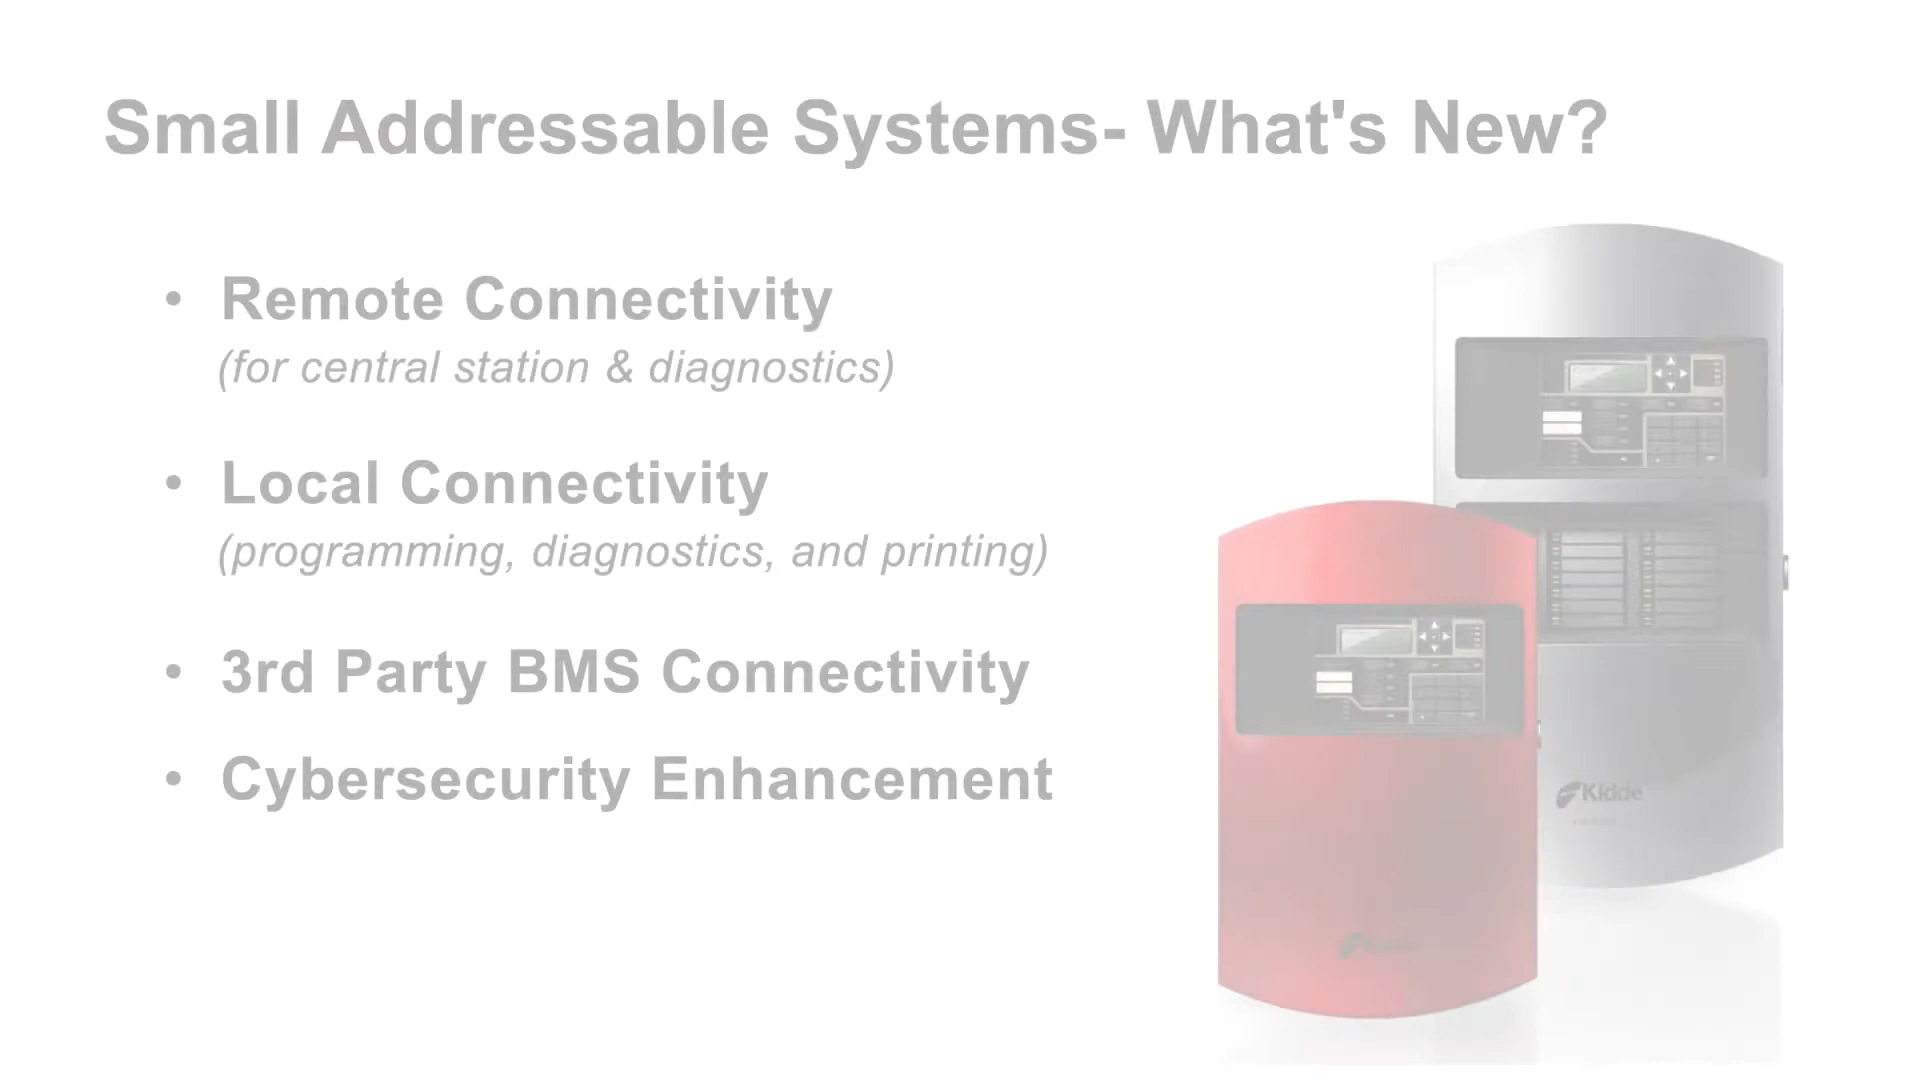 Small Addressable Systems- What's New?
• Remote Connectivity
(for central station & diagnostics)
• Local Connectivity
(programming, diagnostics, and printing)
• 3rd Party BMS Connectivity
• Cybersecurity Enhancement
Kidde